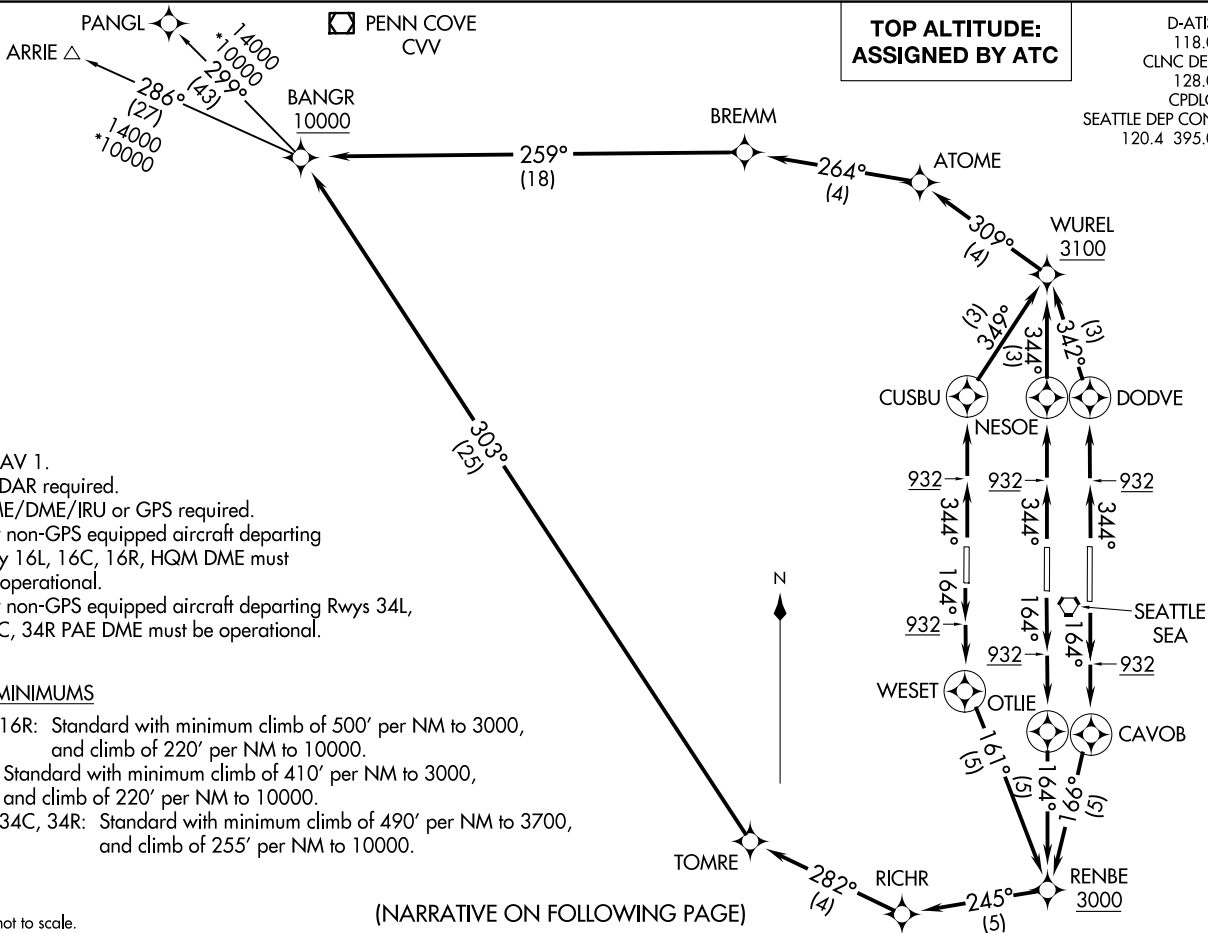 PANGL
ARRIE
14000
*10000
299°
(43)
286°
(27)
14000
*10000
PENN COVE
CVV
TOP ALTITUDE:
ASSIGNED BY ATC
CLNC DE
CPDL
SEATTLE DEP CON
BANGR
10000
BREMM
259°
(18)
264°
(4)
ATOME
309°
(4)
WUREL
3100
(3)
349°
(3)
344°
(3)
342°
CUSBU
NESOE
DODVE
932
932
932
344°
344°
344°
303°
(25)
AV 1.
DAR required.
ME/DME/IRU or GPS required.
non-GPS equipped aircraft departing
y 16L, 16C, 16R, HQM DME must
operational.
non-GPS equipped aircraft departing Rwys 34L,
C, 34R PAE DME must be operational.
N
164°
164°
164°
SEATTLE
SEA
932
932
932
WESET
OTLIE
CAVOB
161°
(5)
164°
(5)
166°
(5)
MINIMUMS
16R: Standard with minimum climb of 500' per NM to 3000,
and climb of 220' per NM to 10000.
Standard with minimum climb of 410' per NM to 3000,
and climb of 220' per NM to 10000.
34C, 34R: Standard with minimum climb of 490' per NM to 3700,
and climb of 255' per NM to 10000.
TOMRE
282°
(4)
RICHR
245°
(5)
RENBE
3000
not to scale.
(NARRATIVE ON FOLLOWING PAGE)